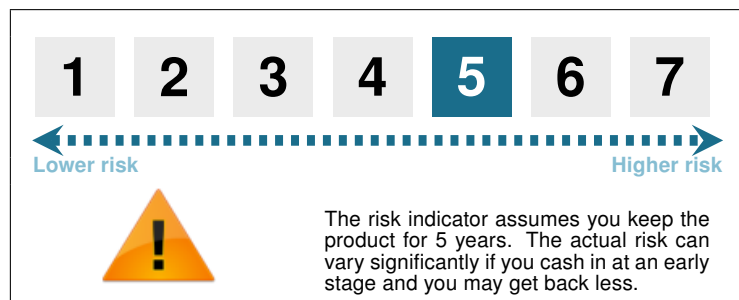 1 2 3 4 5 6 7
Lower risk Higher risk
!
The risk indicator assumes you keep the
product for 5 years. The actual risk can
vary significantly if you cash in at an early
stage and you may get back less.